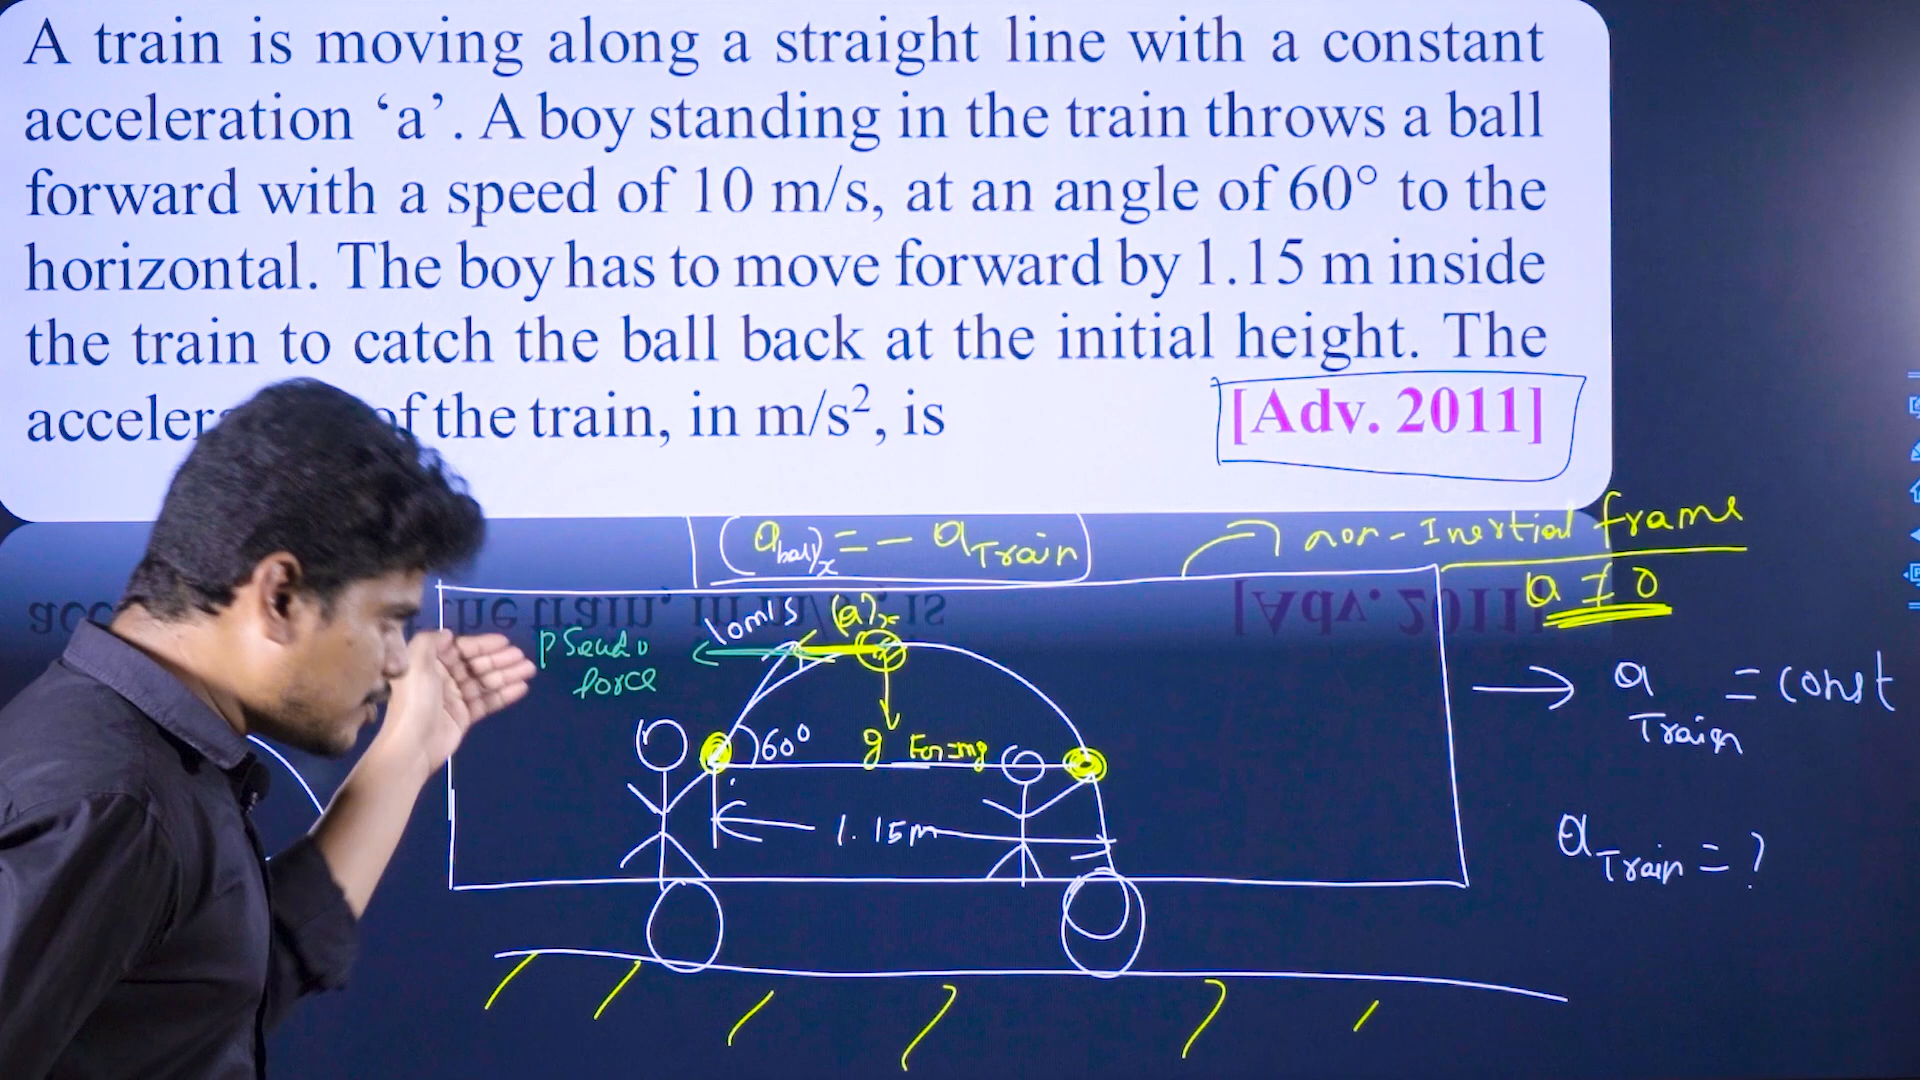 A train is moving along a straight line with a constant
acceleration ‘a’. A boy standing in the train throws a ball
forward with a speed of 10 m/s, at an angle of 60° to the
horizontal. The boy has to move forward by 1.15 m inside
the train to catch the ball back at the initial height. The
acceler of the train, in m/s², is
[Adv. 2011]
(a_ball)_x = - a_Train
non-Inertial frame
a ≠ 0
10m/s
(a)x
Pseudo
force
60°
g
1.15m
→ a_Train = const
a_Train = ?